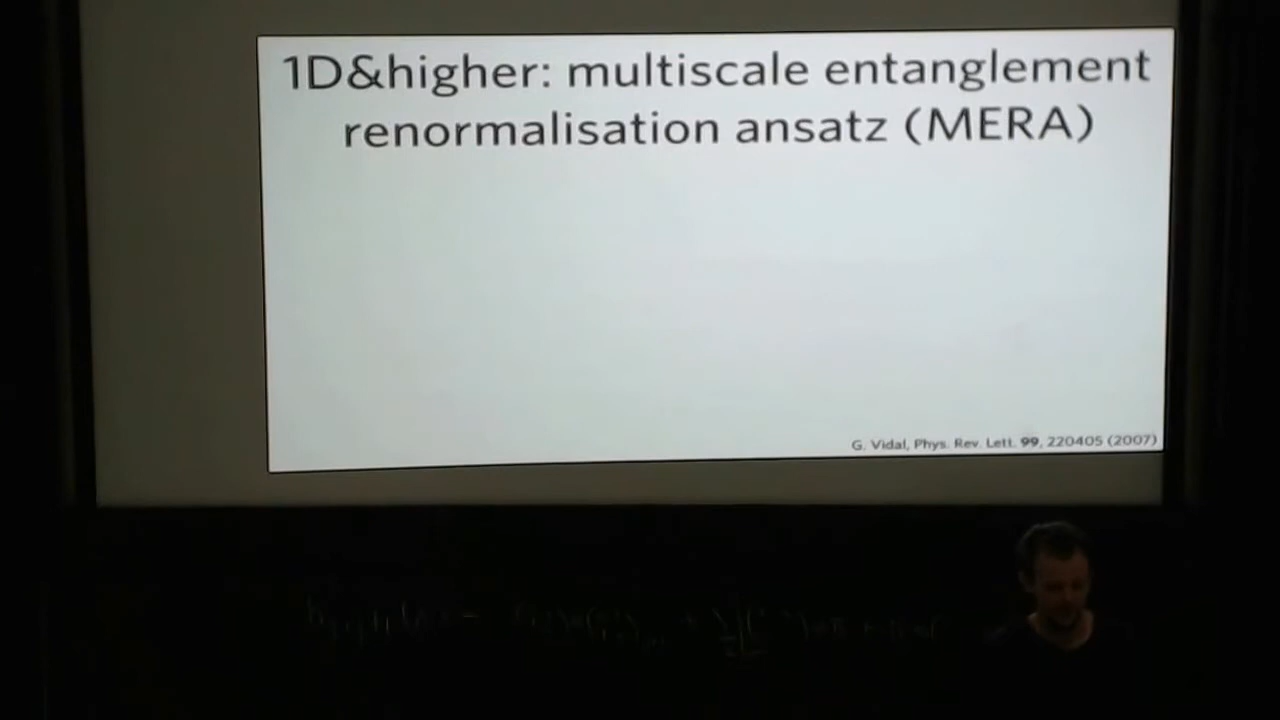 1D&higher: multiscale entanglement
renormalisation ansatz (MERA)
G. Vidal, Phys. Rev. Lett. 99, 220405 (2007)